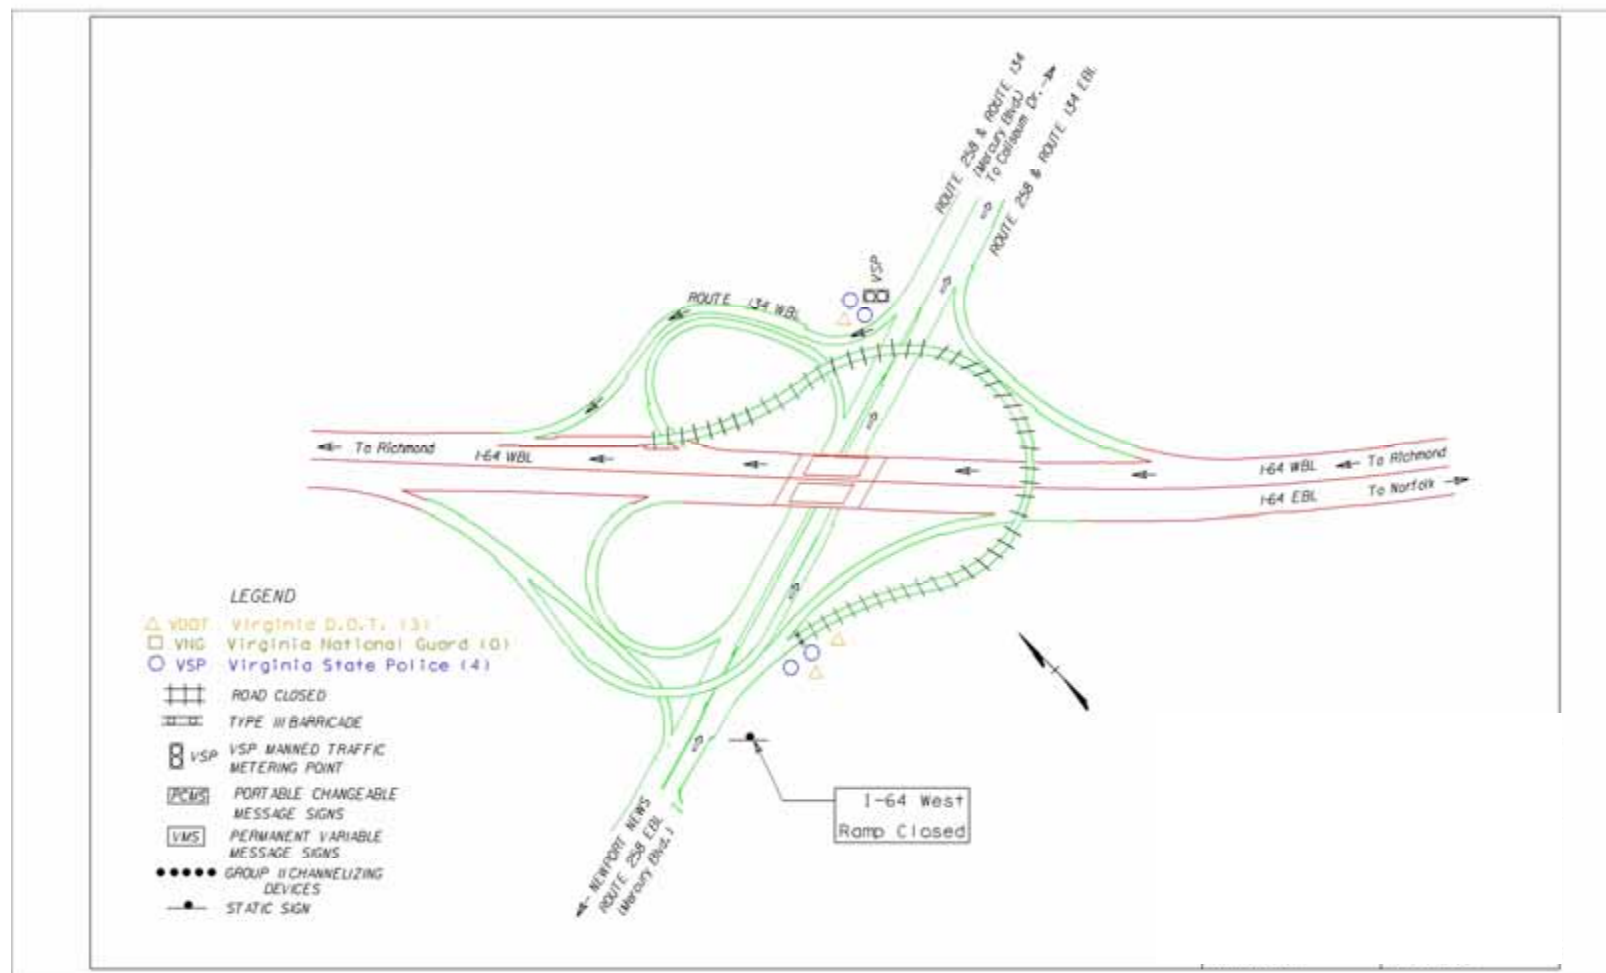 ROUTE 258 & ROUTE 134
(Mercury Blvd)
To Coliseum Dr.
ROUTE 258 & ROUTE 134 EBL
VSP
ROUTE 134 WBL
To Richmond
I-64 WBL
I-64 WBL
To Richmond
I-64 EBL
To Norfolk
LEGEND
VDOT Virginia D.O.T. (3)
VNG Virginia National Guard (0)
VSP Virginia State Police (4)
ROAD CLOSED
TYPE III BARRICADE
VSP VSP MANNED TRAFFIC
METERING POINT
PCMS PORTABLE CHANGEABLE
MESSAGE SIGNS
VMS PERMANENT VARIABLE
MESSAGE SIGNS
GROUP II CHANNELIZING
DEVICES
STATIC SIGN
I-64 West
Ramp Closed
NEWPORT NEWS
ROUTE 258 EBL
(Mercury Blvd.)